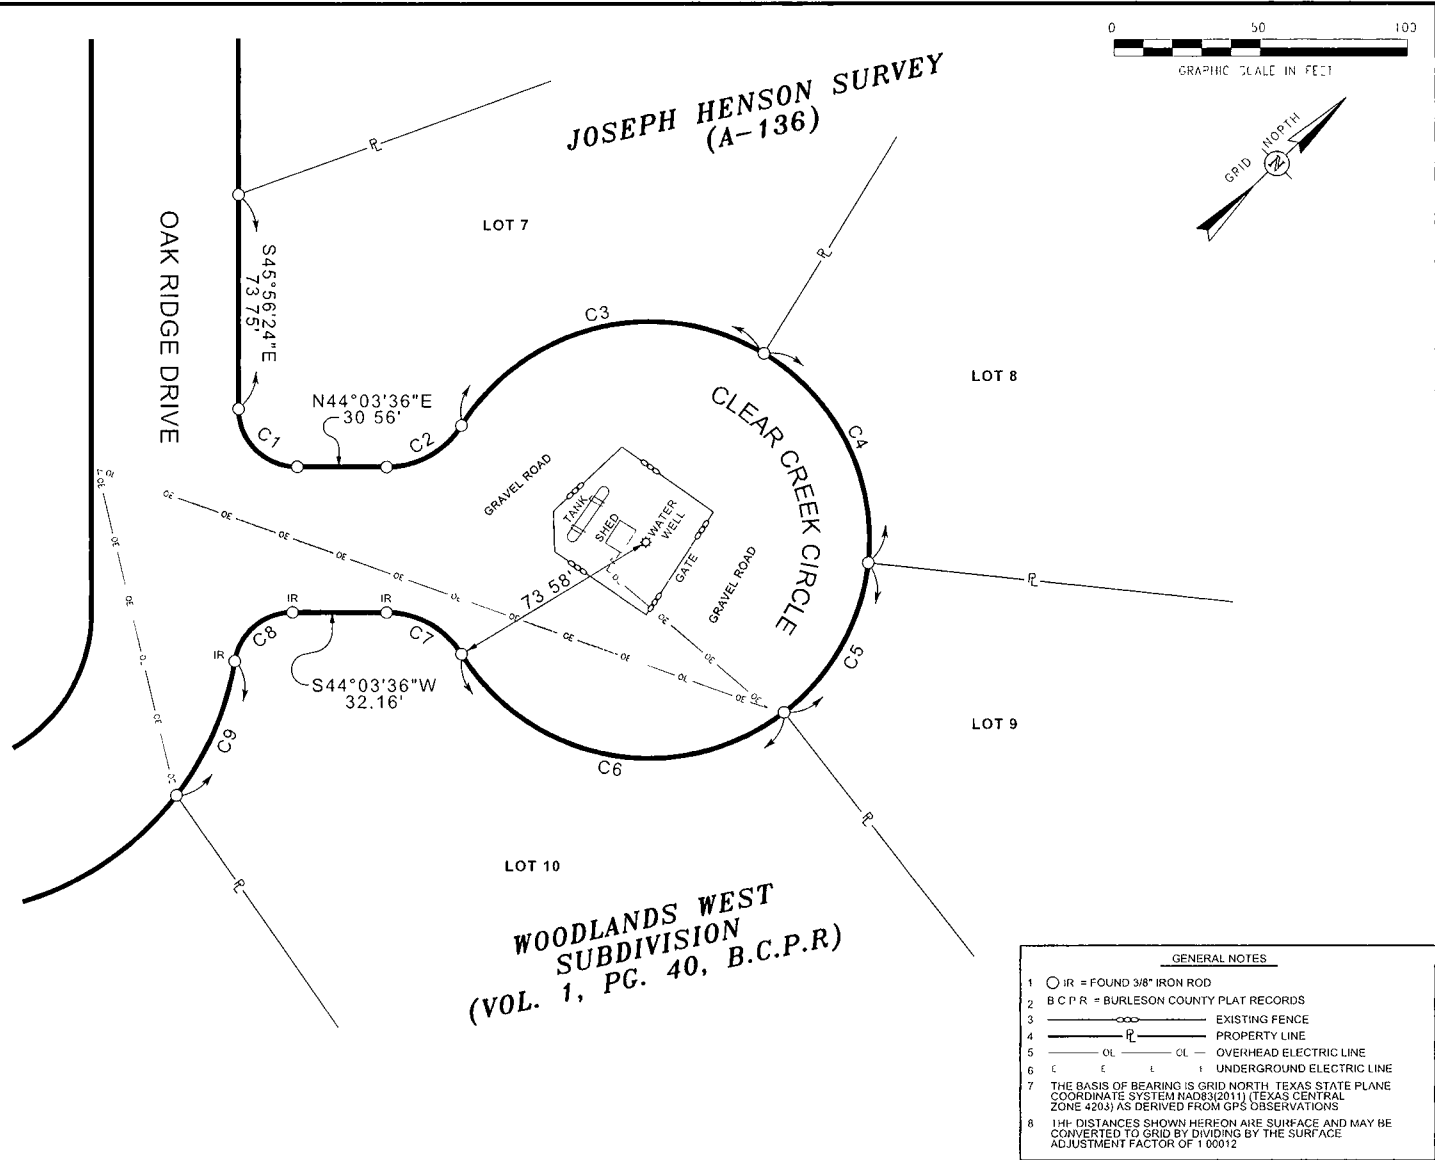 0 50 100
GRAPHIC SCALE IN FEET
GRID NORTH
N
JOSEPH HENSON SURVEY
(A-136)
LOT 7
OAK RIDGE DRIVE
S45°56'24"E
73 75'
C3
LOT 8
N44°03'36"E
30 56'
C1
C2
C4
CLEAR CREEK CIRCLE
GRAVEL ROAD
TANK
SHED
WATER
WELL
GATE
GRAVEL ROAD
73 58'
IR
IR
IR
C8
C7
C5
S44°03'36"W
32.16'
C9
C6
LOT 9
LOT 10
WOODLANDS WEST
SUBDIVISION
(VOL. 1, PG. 40, B.C.P.R)
GENERAL NOTES
1 IR = FOUND 3/8" IRON ROD
2 B C P R = BURLESON COUNTY PLAT RECORDS
3 EXISTING FENCE
4 PL PROPERTY LINE
5 OL OL OVERHEAD ELECTRIC LINE
6 E E E E UNDERGROUND ELECTRIC LINE
7 THE BASIS OF BEARING IS GRID NORTH TEXAS STATE PLANE
COORDINATE SYSTEM NAD83(2011) (TEXAS CENTRAL
ZONE 4203) AS DERIVED FROM GPS OBSERVATIONS
8 THE DISTANCES SHOWN HEREON ARE SURFACE AND MAY BE
CONVERTED TO GRID BY DIVIDING BY THE SURFACE
ADJUSTMENT FACTOR OF 1 00012